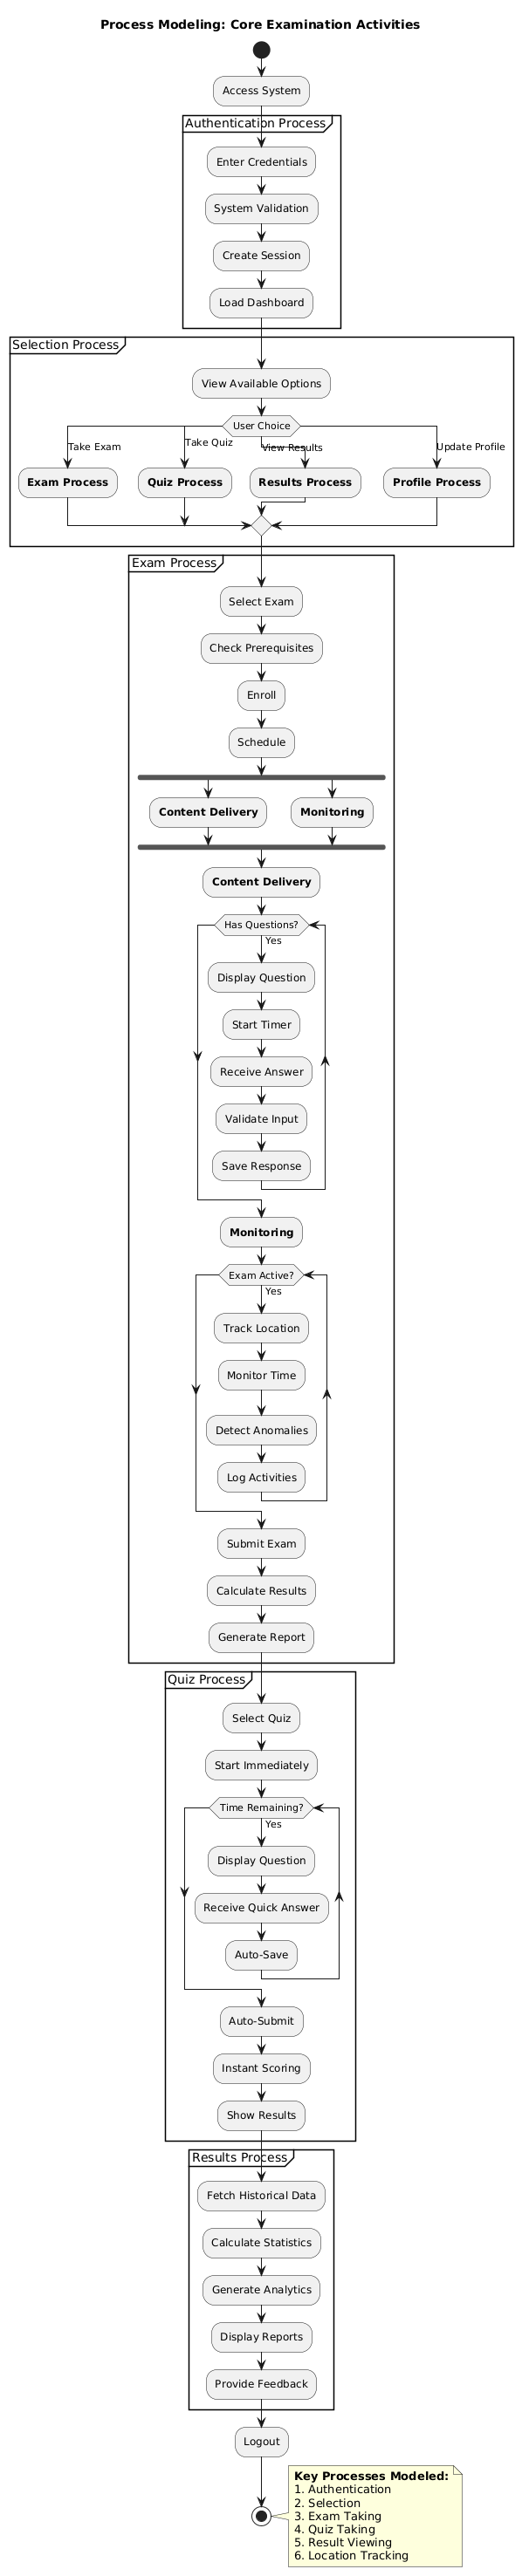 Process Modeling: Core Examination Activities
Access System
Authentication Process
Enter Credentials
System Validation
Create Session
Load Dashboard
Selection Process
View Available Options
User Choice
Take Exam
Take Quiz
View Results
Update Profile
Exam Process
Quiz Process
Results Process
Profile Process
Exam Process
Select Exam
Check Prerequisites
Enroll
Schedule
Content Delivery
Monitoring
Content Delivery
Has Questions?
Yes
Display Question
Start Timer
Receive Answer
Validate Input
Save Response
Monitoring
Exam Active?
Yes
Track Location
Monitor Time
Detect Anomalies
Log Activities
Submit Exam
Calculate Results
Generate Report
Quiz Process
Select Quiz
Start Immediately
Time Remaining?
Yes
Display Question
Receive Quick Answer
Auto-Save
Auto-Submit
Instant Scoring
Show Results
Results Process
Fetch Historical Data
Calculate Statistics
Generate Analytics
Display Reports
Provide Feedback
Logout
Key Processes Modeled:
1. Authentication
2. Selection
3. Exam Taking
4. Quiz Taking
5. Result Viewing
6. Location Tracking